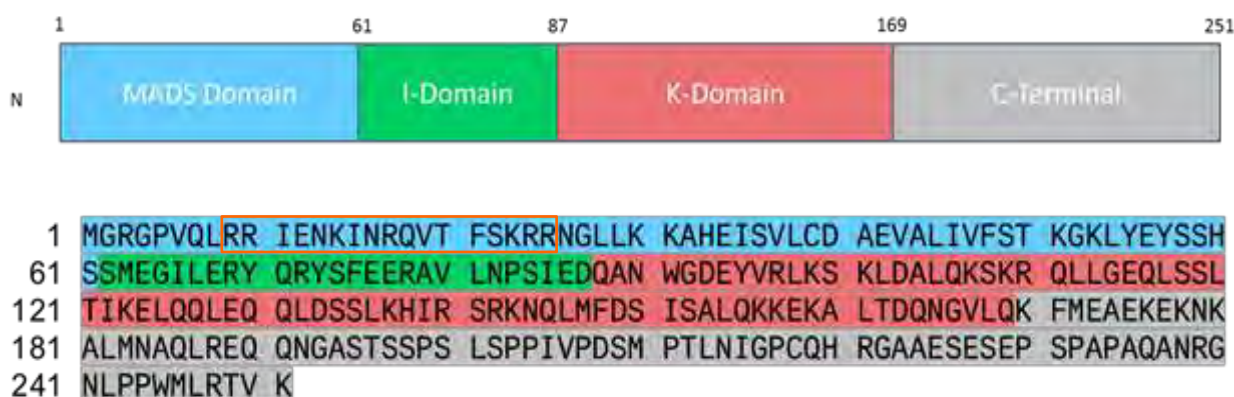 1 61 87 169 251
N MADS Domain I-Domain K-Domain C-Terminal
1 MGRGPVQLRR IENKINRQVT FSKRRNGLLK KAHEISVLCD AEVALIVFST KGKLYEYSSH
61 SSMEGILERY QRYSFEERAV LNPSIEDQAN WGDEYVRLKS KLDALQKSKR QLLGEQLSSL
121 TIKELQQLEQ QLDSSLKHIR SRKNQLMFDS ISALQKKEKA LTDQNGVLQK FMEAEKEKNK
181 ALMNAQLREQ QNGASTSSPS LSPPIVPDSM PTLNIGPCQH RGAAESESEP SPAPAQANRG
241 NLPPWMLRTV K